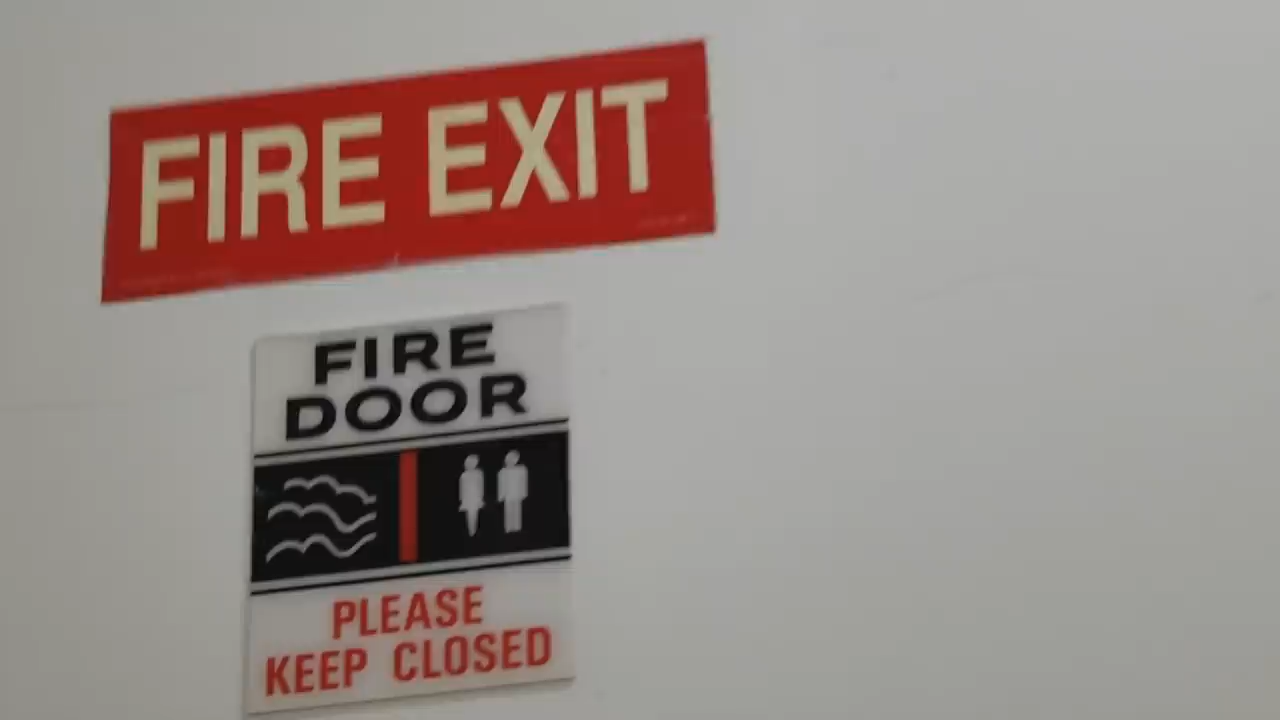 FIRE EXIT
FIRE
DOOR
PLEASE
KEEP CLOSED